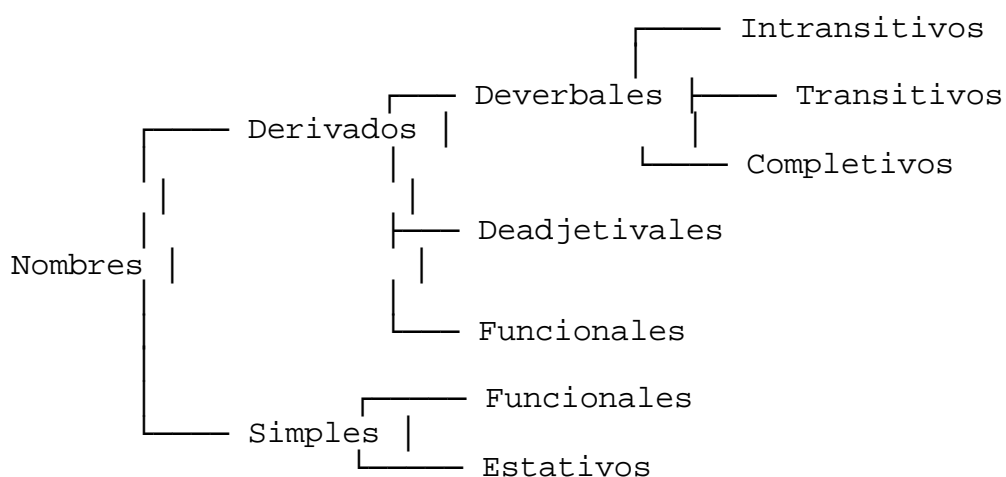 Intransitivos
Deverbales Transitivos
Derivados
Completivos
Deadjetivales
Nombres
Funcionales
Funcionales
Simples
Estativos